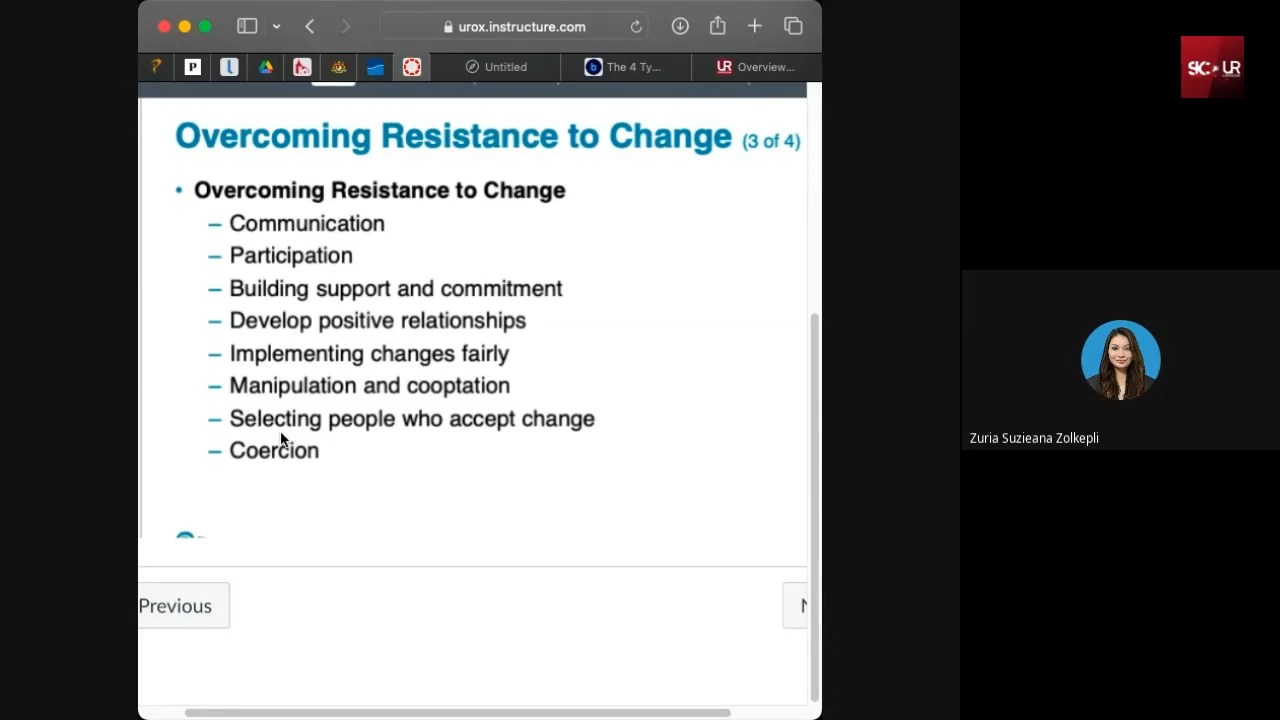 urox.instructure.com
P
Untitled
b
The 4 Ty...
UR
Overview...
Overcoming Resistance to Change (3 of 4)
• Overcoming Resistance to Change
– Communication
– Participation
– Building support and commitment
– Develop positive relationships
– Implementing changes fairly
– Manipulation and cooptation
– Selecting people who accept change
– Coercion
Previous
N
UR
Zuria Suzieana Zolkepli